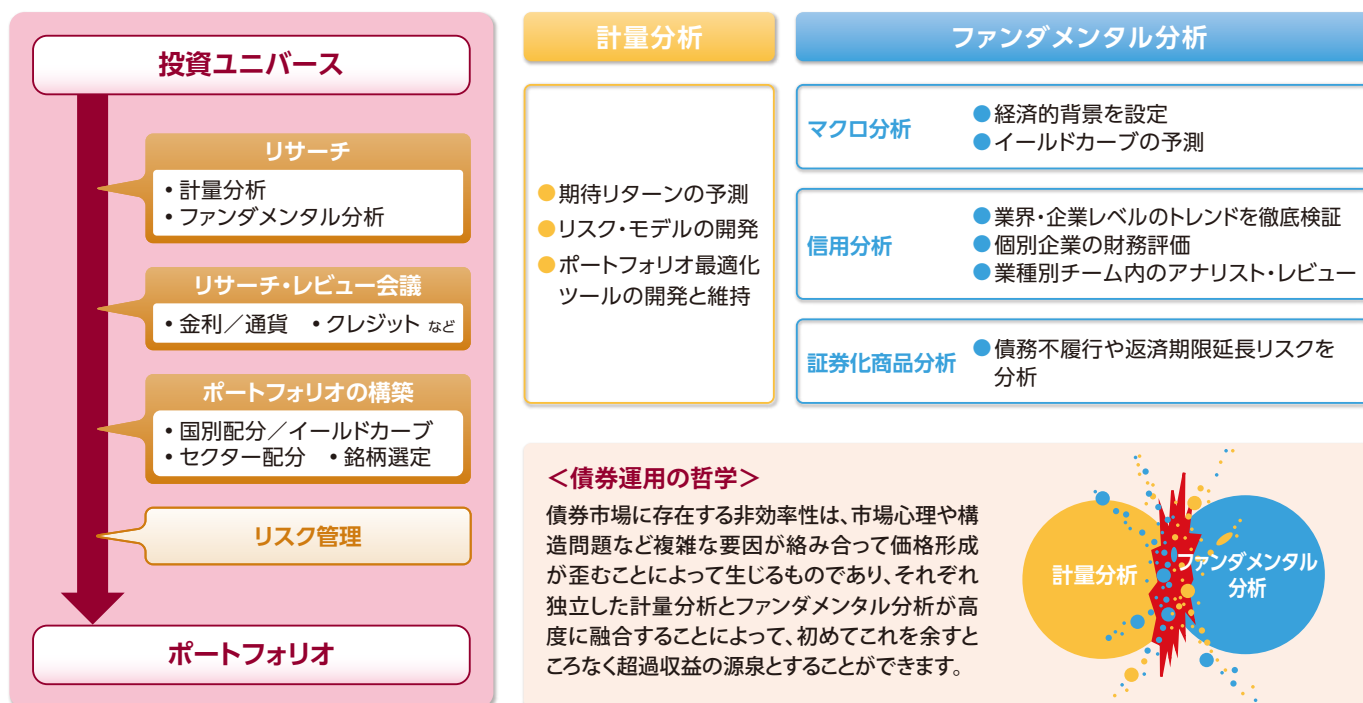 投資ユニバース
リサーチ
• 計量分析
• ファンダメンタル分析
リサーチ・レビュー会議
• 金利／通貨　• クレジット など
ポートフォリオの構築
• 国別配分／イールドカーブ
• セクター配分　• 銘柄選定
リスク管理
ポートフォリオ
計量分析
● 期待リターンの予測
● リスク・モデルの開発
● ポートフォリオ最適化
ツールの開発と維持
ファンダメンタル分析
マクロ分析
● 経済的背景を設定
● イールドカーブの予測
信用分析
● 業界・企業レベルのトレンドを徹底検証
● 個別企業の財務評価
● 業種別チーム内のアナリスト・レビュー
証券化商品分析
● 債務不履行や返済期限延長リスクを
分析
＜債券運用の哲学＞
債券市場に存在する非効率性は、市場心理や構
造問題など複雑な要因が絡み合って価格形成
が歪むことによって生じるものであり、それぞれ
独立した計量分析とファンダメンタル分析が高
度に融合することによって、初めてこれを余すと
ころなく超過収益の源泉とすることができます。
計量分析
ファンダメンタル
分析